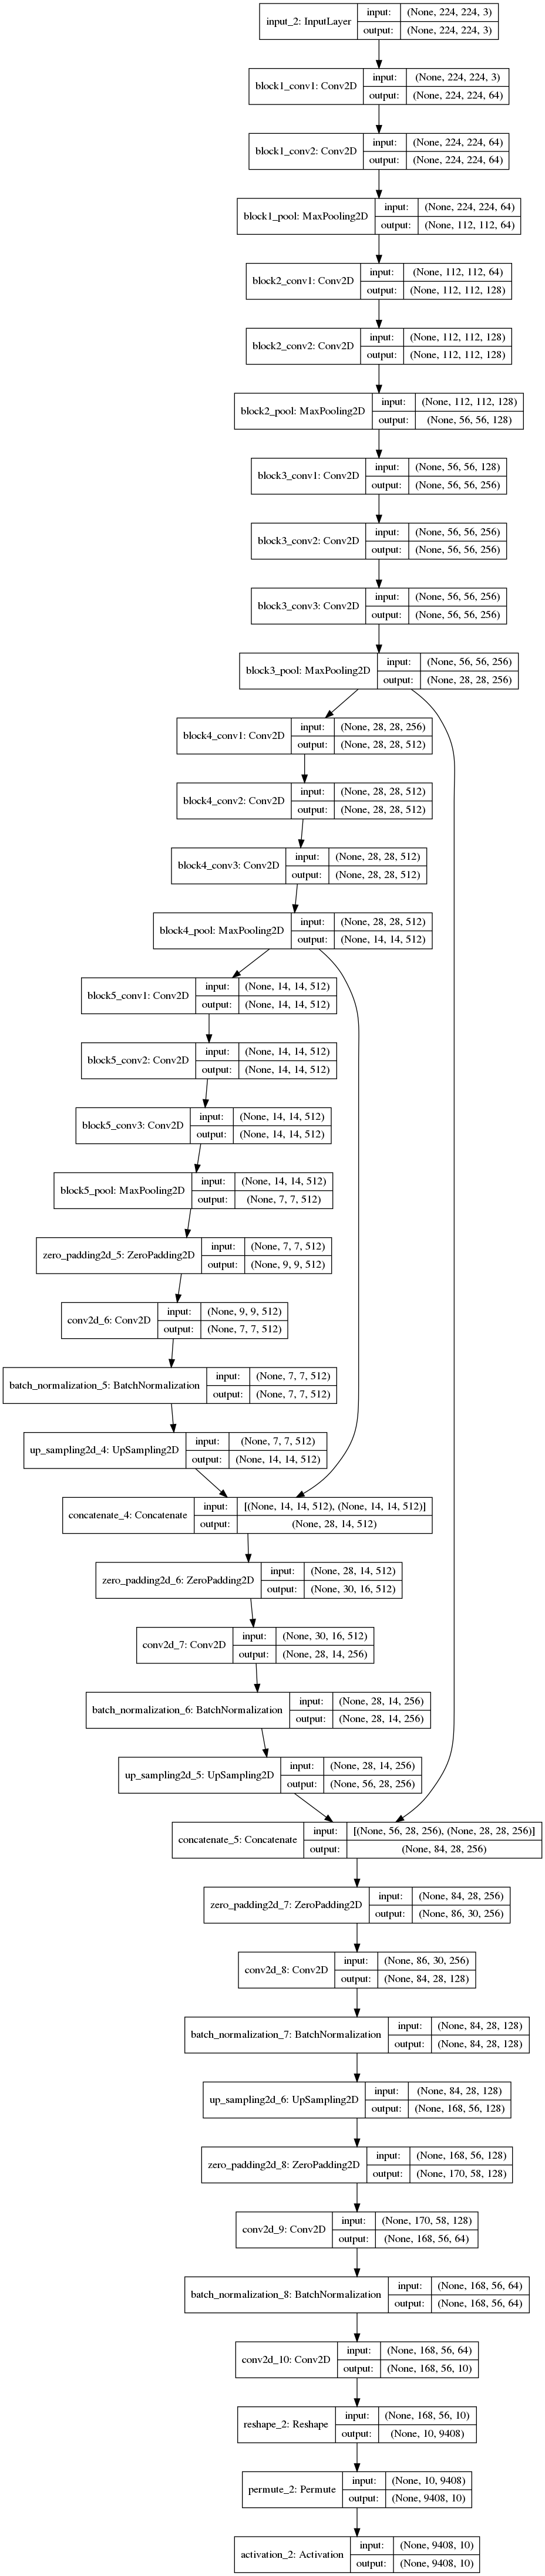 input_2: InputLayer
input: (None, 224, 224, 3)
output: (None, 224, 224, 3)
block1_conv1: Conv2D
input: (None, 224, 224, 3)
output: (None, 224, 224, 64)
block1_conv2: Conv2D
input: (None, 224, 224, 64)
output: (None, 224, 224, 64)
block1_pool: MaxPooling2D
input: (None, 224, 224, 64)
output: (None, 112, 112, 64)
block2_conv1: Conv2D
input: (None, 112, 112, 64)
output: (None, 112, 112, 128)
block2_conv2: Conv2D
input: (None, 112, 112, 128)
output: (None, 112, 112, 128)
block2_pool: MaxPooling2D
input: (None, 112, 112, 128)
output: (None, 56, 56, 128)
block3_conv1: Conv2D
input: (None, 56, 56, 128)
output: (None, 56, 56, 256)
block3_conv2: Conv2D
input: (None, 56, 56, 256)
output: (None, 56, 56, 256)
block3_conv3: Conv2D
input: (None, 56, 56, 256)
output: (None, 56, 56, 256)
block3_pool: MaxPooling2D
input: (None, 56, 56, 256)
output: (None, 28, 28, 256)
block4_conv1: Conv2D
input: (None, 28, 28, 256)
output: (None, 28, 28, 512)
block4_conv2: Conv2D
input: (None, 28, 28, 512)
output: (None, 28, 28, 512)
block4_conv3: Conv2D
input: (None, 28, 28, 512)
output: (None, 28, 28, 512)
block4_pool: MaxPooling2D
input: (None, 28, 28, 512)
output: (None, 14, 14, 512)
block5_conv1: Conv2D
input: (None, 14, 14, 512)
output: (None, 14, 14, 512)
block5_conv2: Conv2D
input: (None, 14, 14, 512)
output: (None, 14, 14, 512)
block5_conv3: Conv2D
input: (None, 14, 14, 512)
output: (None, 14, 14, 512)
block5_pool: MaxPooling2D
input: (None, 14, 14, 512)
output: (None, 7, 7, 512)
zero_padding2d_5: ZeroPadding2D
input: (None, 7, 7, 512)
output: (None, 9, 9, 512)
conv2d_6: Conv2D
input: (None, 9, 9, 512)
output: (None, 7, 7, 512)
batch_normalization_5: BatchNormalization
input: (None, 7, 7, 512)
output: (None, 7, 7, 512)
up_sampling2d_4: UpSampling2D
input: (None, 7, 7, 512)
output: (None, 14, 14, 512)
concatenate_4: Concatenate
input: [(None, 14, 14, 512), (None, 14, 14, 512)]
output: (None, 28, 14, 512)
zero_padding2d_6: ZeroPadding2D
input: (None, 28, 14, 512)
output: (None, 30, 16, 512)
conv2d_7: Conv2D
input: (None, 30, 16, 512)
output: (None, 28, 14, 256)
batch_normalization_6: BatchNormalization
input: (None, 28, 14, 256)
output: (None, 28, 14, 256)
up_sampling2d_5: UpSampling2D
input: (None, 28, 14, 256)
output: (None, 56, 28, 256)
concatenate_5: Concatenate
input: [(None, 56, 28, 256), (None, 28, 28, 256)]
output: (None, 84, 28, 256)
zero_padding2d_7: ZeroPadding2D
input: (None, 84, 28, 256)
output: (None, 86, 30, 256)
conv2d_8: Conv2D
input: (None, 86, 30, 256)
output: (None, 84, 28, 128)
batch_normalization_7: BatchNormalization
input: (None, 84, 28, 128)
output: (None, 84, 28, 128)
up_sampling2d_6: UpSampling2D
input: (None, 84, 28, 128)
output: (None, 168, 56, 128)
zero_padding2d_8: ZeroPadding2D
input: (None, 168, 56, 128)
output: (None, 170, 58, 128)
conv2d_9: Conv2D
input: (None, 170, 58, 128)
output: (None, 168, 56, 64)
batch_normalization_8: BatchNormalization
input: (None, 168, 56, 64)
output: (None, 168, 56, 64)
conv2d_10: Conv2D
input: (None, 168, 56, 64)
output: (None, 168, 56, 10)
reshape_2: Reshape
input: (None, 168, 56, 10)
output: (None, 10, 9408)
permute_2: Permute
input: (None, 10, 9408)
output: (None, 9408, 10)
activation_2: Activation
input: (None, 9408, 10)
output: (None, 9408, 10)